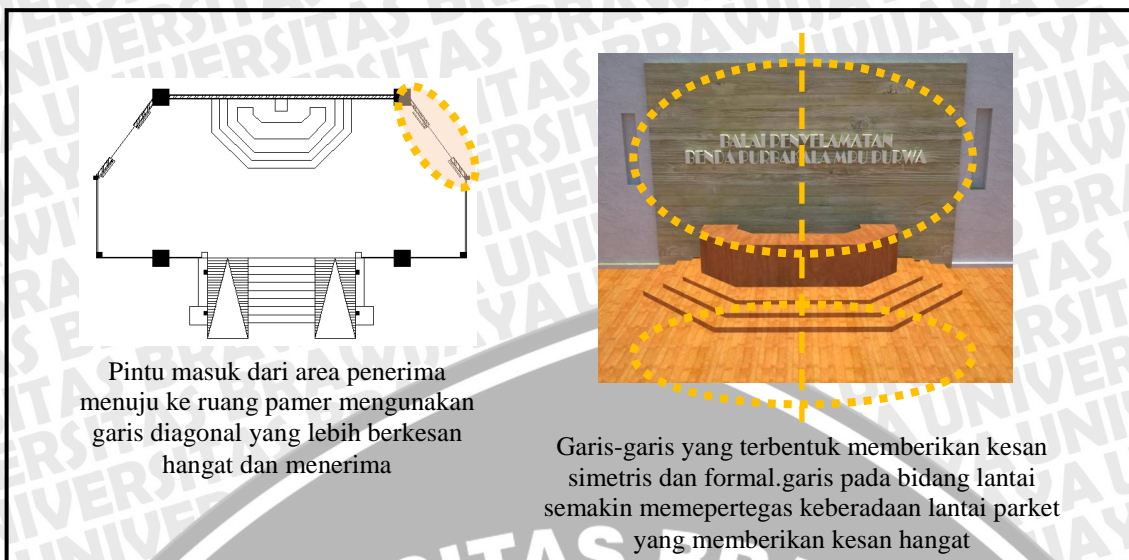 BALAI PENYELAMATAN
BENDA PURBAKALA MPU PURWA
Pintu masuk dari area penerima
menuju ke ruang pamer mengunakan
garis diagonal yang lebih berkesan
hangat dan menerima
Garis-garis yang terbentuk memberikan kesan
simetris dan formal.garis pada bidang lantai
semakin memepertegas keberadaan lantai parket
yang memberikan kesan hangat